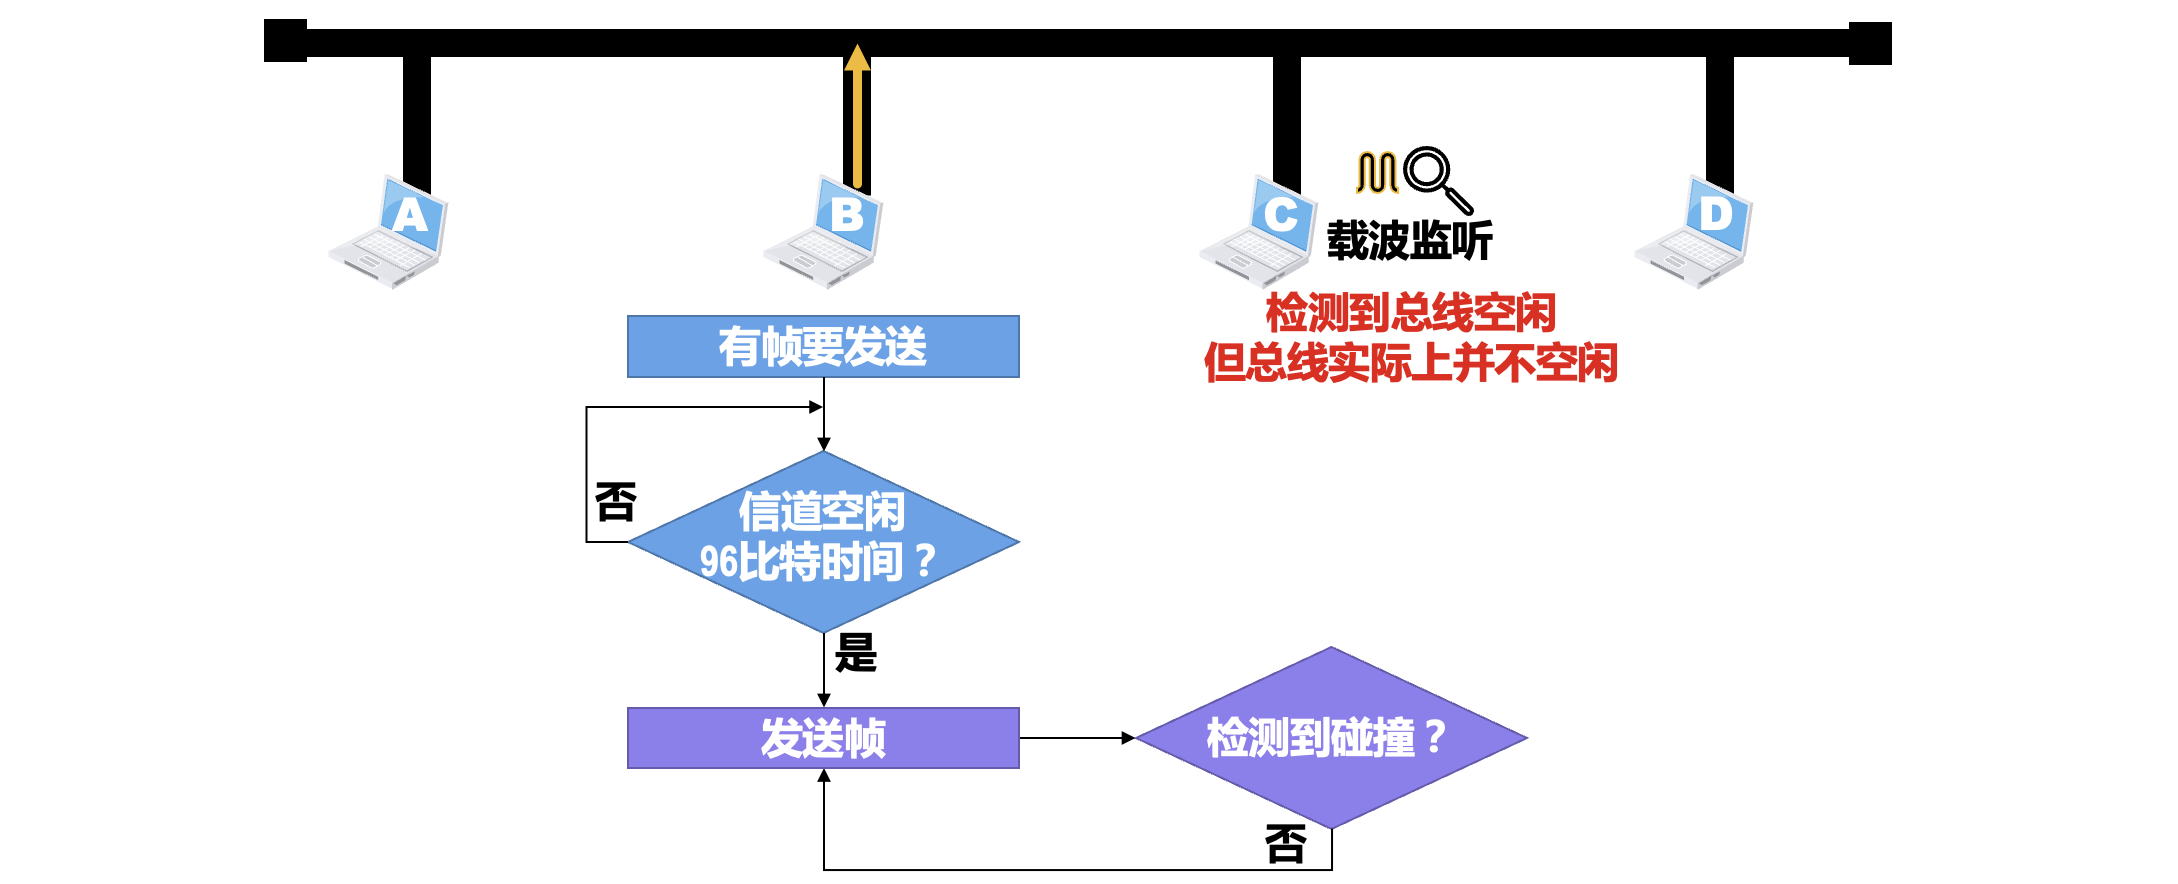 A
B
C
D
载波监听
检测到总线空闲
但总线实际上并不空闲
有帧要发送
否
信道空闲
96比特时间？
是
发送帧
检测到碰撞？
否